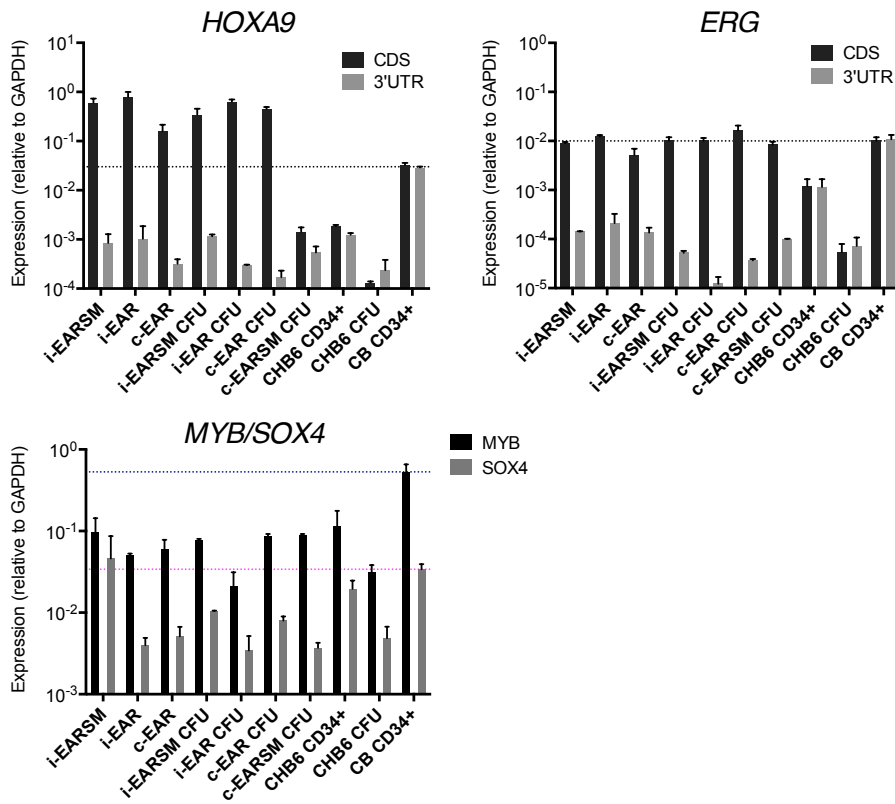 HOXA9
CDS
3'UTR
Expression (relative to GAPDH)
10^1
10^0
10^-1
10^-2
10^-3
10^-4
i-EARSM
i-EAR
c-EAR
i-EARSM CFU
i-EAR CFU
c-EAR CFU
c-EARSM CFU
CHB6 CD34+
CHB6 CFU
CB CD34+
ERG
CDS
3'UTR
Expression (relative to GAPDH)
10^0
10^-1
10^-2
10^-3
10^-4
10^-5
i-EARSM
i-EAR
c-EAR
i-EARSM CFU
i-EAR CFU
c-EAR CFU
c-EARSM CFU
CHB6 CD34+
CHB6 CFU
CB CD34+
MYB/SOX4
MYB
SOX4
Expression (relative to GAPDH)
10^0
10^-1
10^-2
10^-3
i-EARSM
i-EAR
c-EAR
i-EARSM CFU
i-EAR CFU
c-EAR CFU
c-EARSM CFU
CHB6 CD34+
CHB6 CFU
CB CD34+